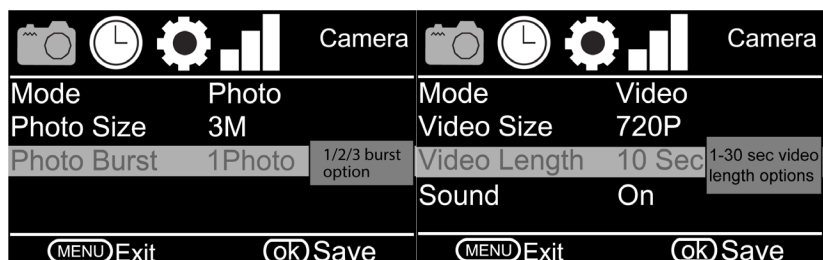 Camera
Mode Photo
Photo Size 3M
Photo Burst 1Photo
1/2/3 burst
option
MENU Exit ok Save
Camera
Mode Video
Video Size 720P
Video Length 10 Sec
1-30 sec video
length options
Sound On
MENU Exit ok Save